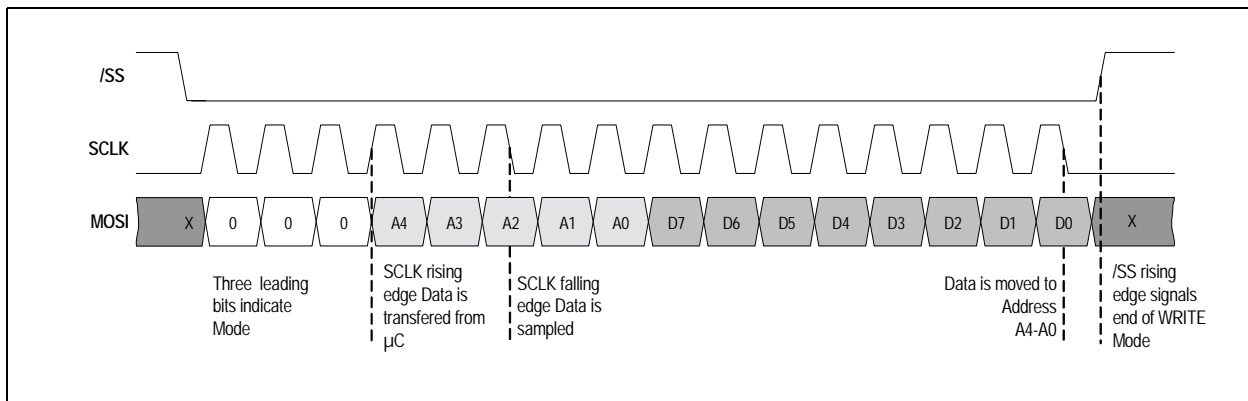 /SS
SCLK
MOSI X 0 0 0 A4 A3 A2 A1 A0 D7 D6 D5 D4 D3 D2 D1 D0 X
Three leading
bits indicate
Mode
SCLK rising
edge Data is
transfered from
µC
SCLK falling
edge Data is
sampled
Data is moved to
Address
A4-A0
/SS rising
edge signals
end of WRITE
Mode